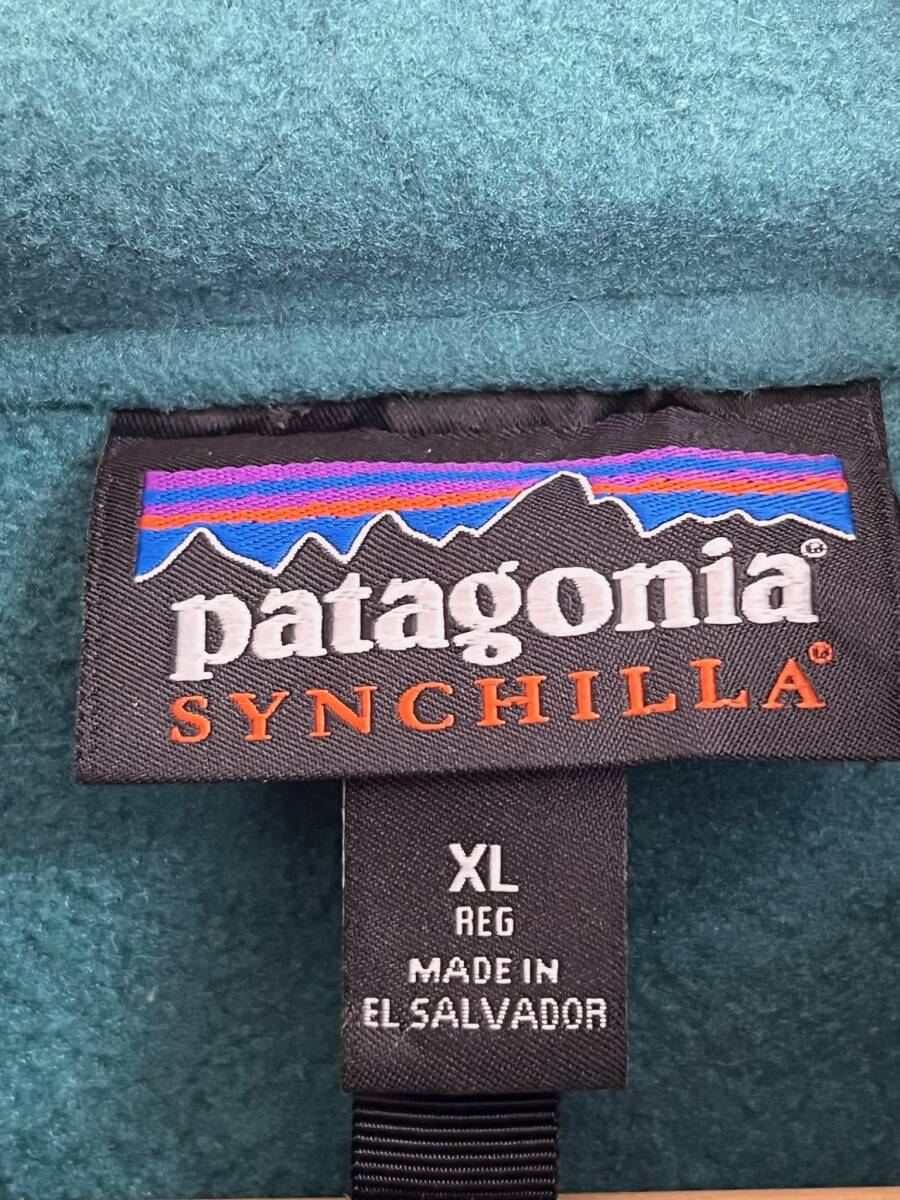 patagonia®
SYNCHILLA®
XL
REG
MADE IN
EL SALVADOR